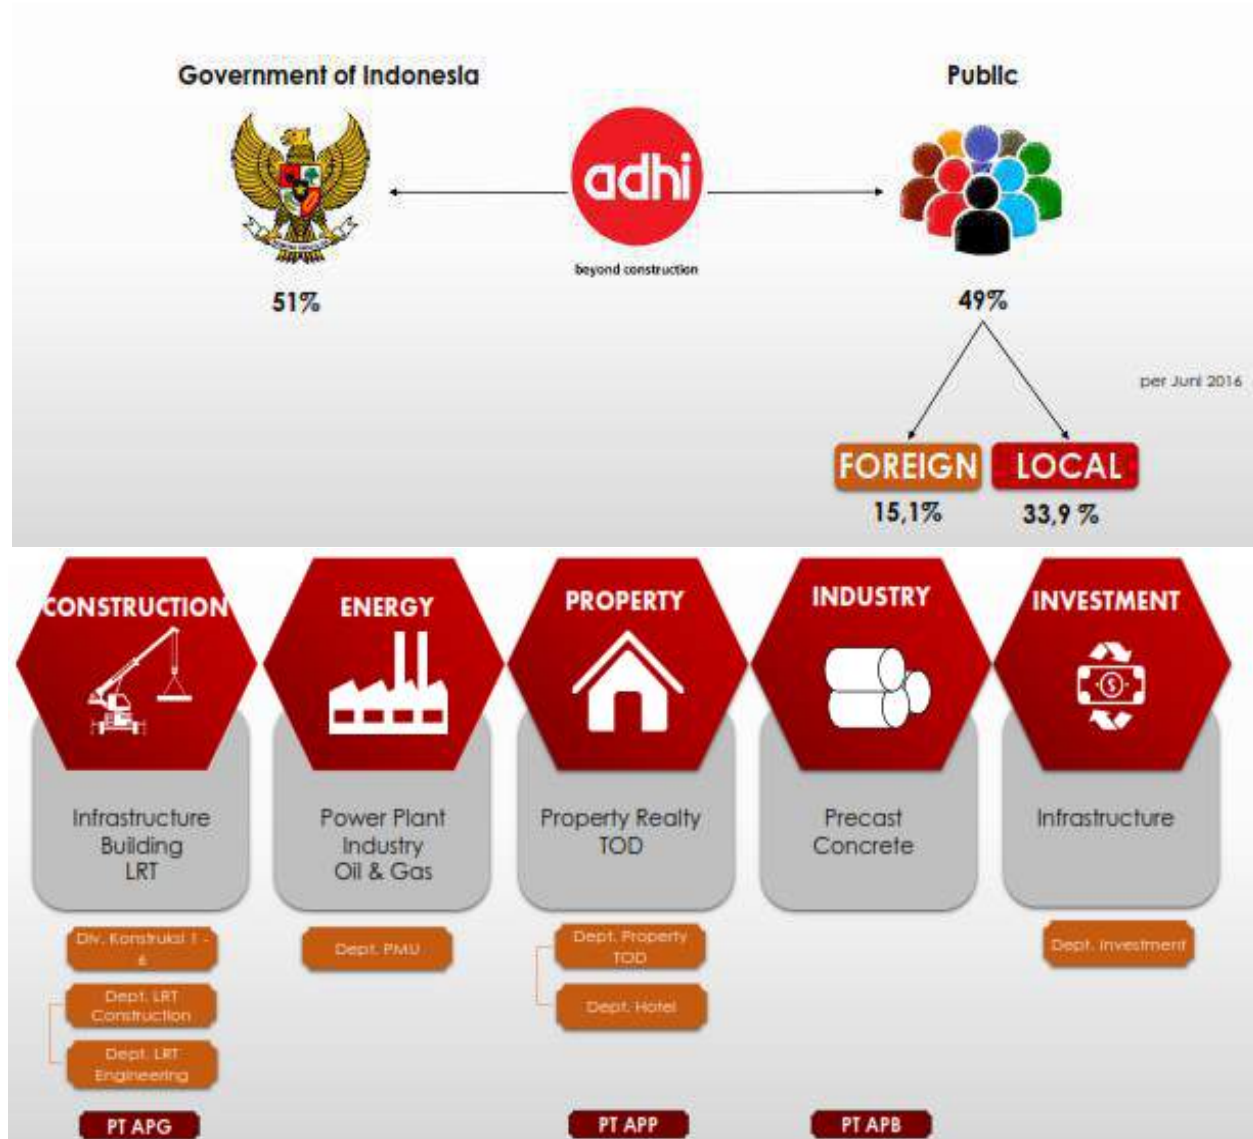 Government of Indonesia
Public
adhi
beyond construction
51%
49%
per Juni 2016
FOREIGN
LOCAL
15,1%
33,9 %
CONSTRUCTION
ENERGY
PROPERTY
INDUSTRY
INVESTMENT
Infrastructure
Building
LRT
Power Plant
Industry
Oil & Gas
Property Realty
TOD
Precast
Concrete
Infrastructure
Div. Konstruksi 1 -
6
Dept. LRT
Construction
Dept. LRT
Engineering
Dept. PMU
Dept. Property
TOD
Dept. Hotel
Dept. Investment
PT APG
PT APP
PT APB